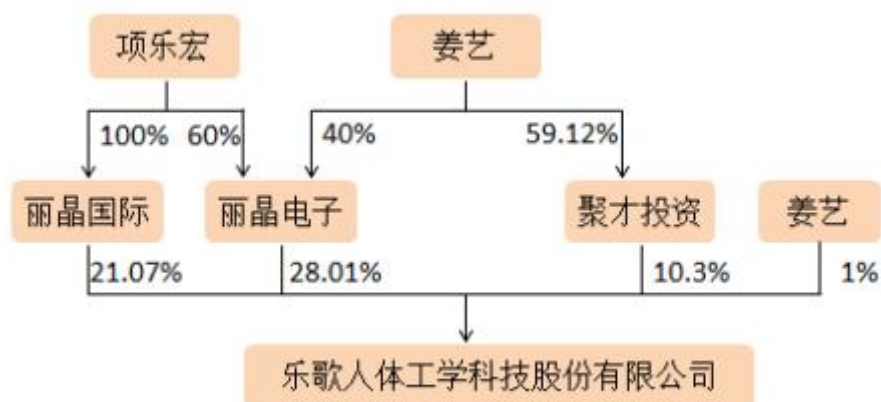 项乐宏 姜艺
100% 60% 40% 59.12%
丽晶国际 丽晶电子 聚才投资 姜艺
21.07% 28.01% 10.3% 1%
乐歌人体工学科技股份有限公司